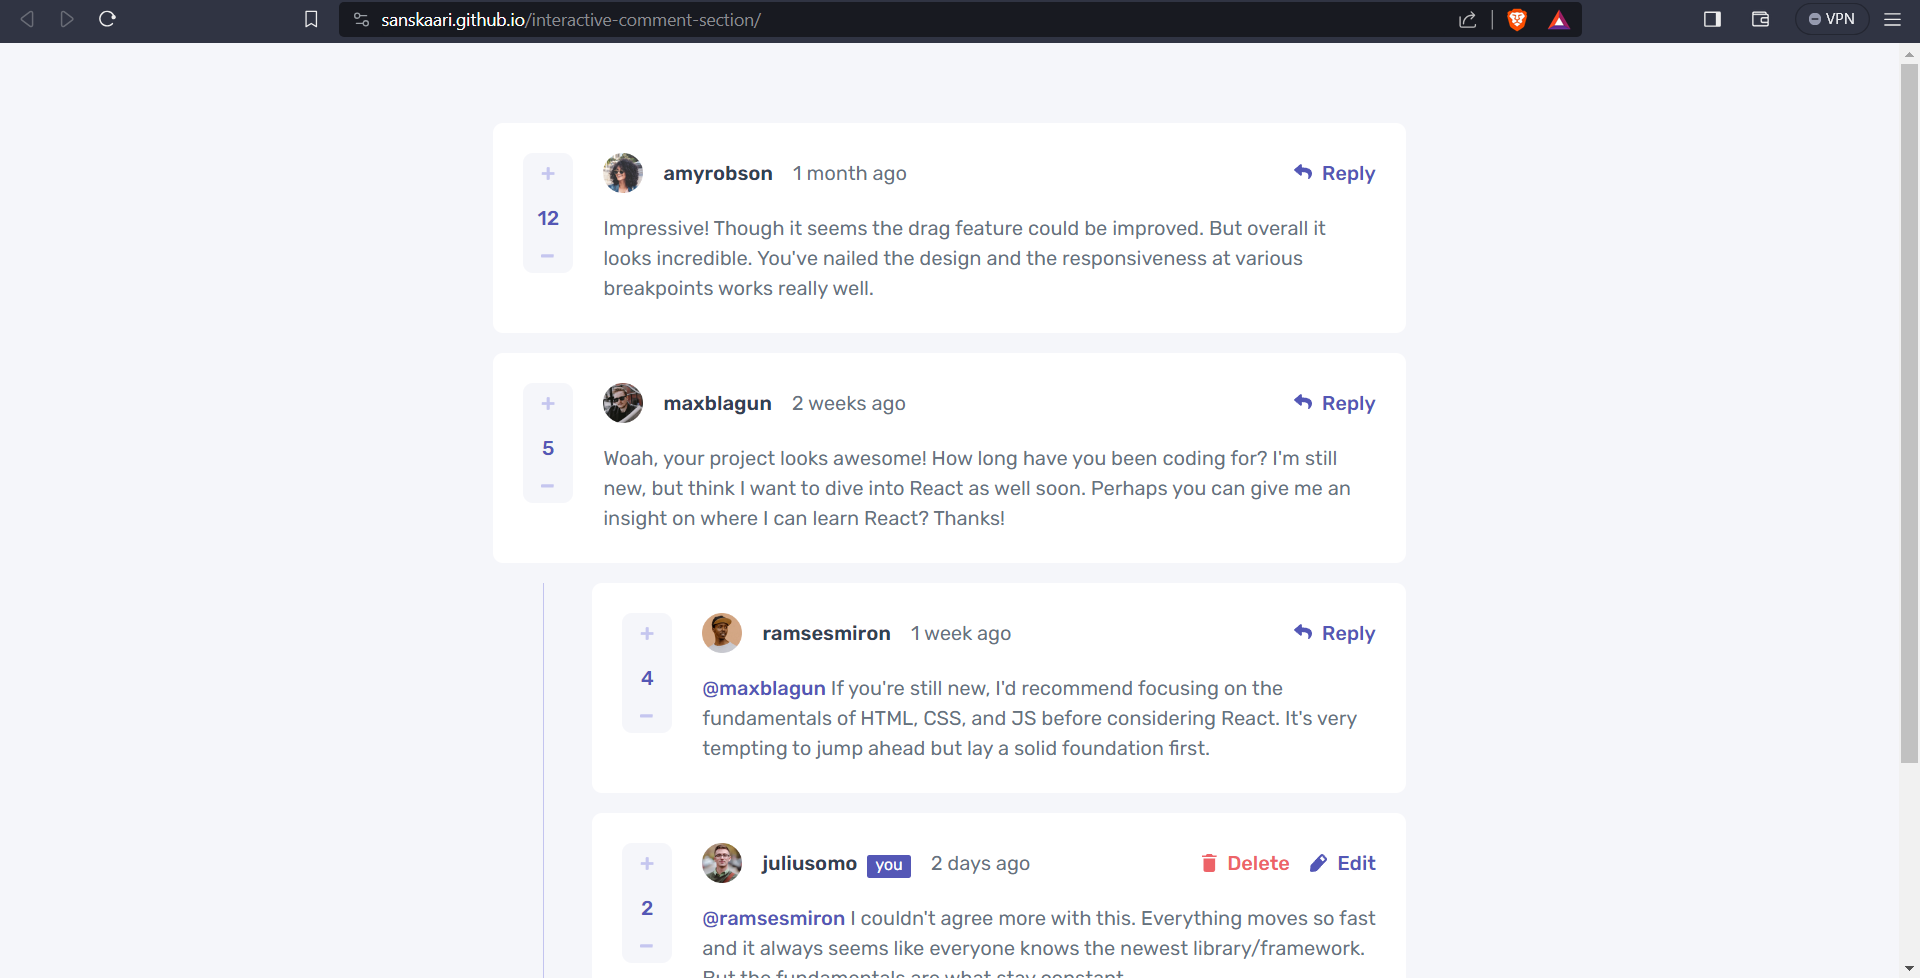 sanskaari.github.io/interactive-comment-section/
VPN
+
amyrobson 1 month ago
Reply
12
Impressive! Though it seems the drag feature could be improved. But overall it
looks incredible. You've nailed the design and the responsiveness at various
breakpoints works really well.
−
+
maxblagun 2 weeks ago
Reply
5
Woah, your project looks awesome! How long have you been coding for? I'm still
new, but think I want to dive into React as well soon. Perhaps you can give me an
insight on where I can learn React? Thanks!
−
+
ramsesmiron 1 week ago
Reply
4
@maxblagun If you're still new, I'd recommend focusing on the
fundamentals of HTML, CSS, and JS before considering React. It's very
tempting to jump ahead but lay a solid foundation first.
−
+
juliusomo you 2 days ago
Delete Edit
2
@ramsesmiron I couldn't agree more with this. Everything moves so fast
and it always seems like everyone knows the newest library/framework.
But the fundamentals are what stay constant.
−